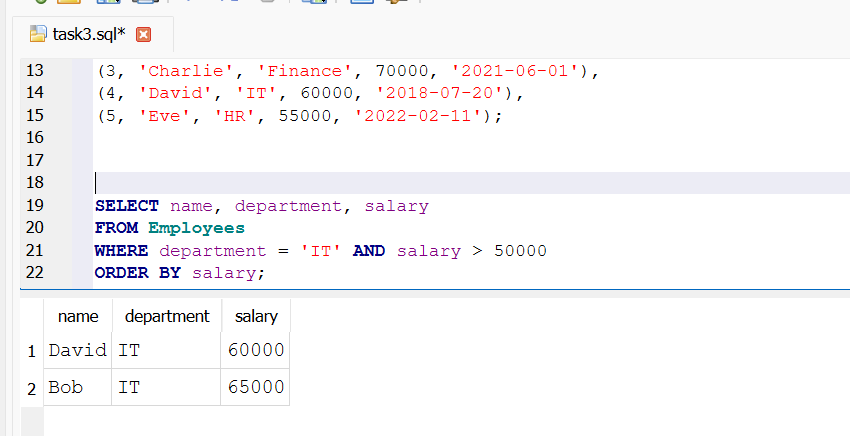 task3.sql*
13 (3, 'Charlie', 'Finance', 70000, '2021-06-01'),
14 (4, 'David', 'IT', 60000, '2018-07-20'),
15 (5, 'Eve', 'HR', 55000, '2022-02-11');
16
17
18
19 SELECT name, department, salary
20 FROM Employees
21 WHERE department = 'IT' AND salary > 50000
22 ORDER BY salary;
name department salary
1 David IT 60000
2 Bob IT 65000